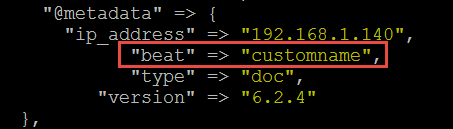 "@metadata" => {
"ip_address" => "192.168.1.140",
"beat" => "customname",
"type" => "doc",
"version" => "6.2.4"
},